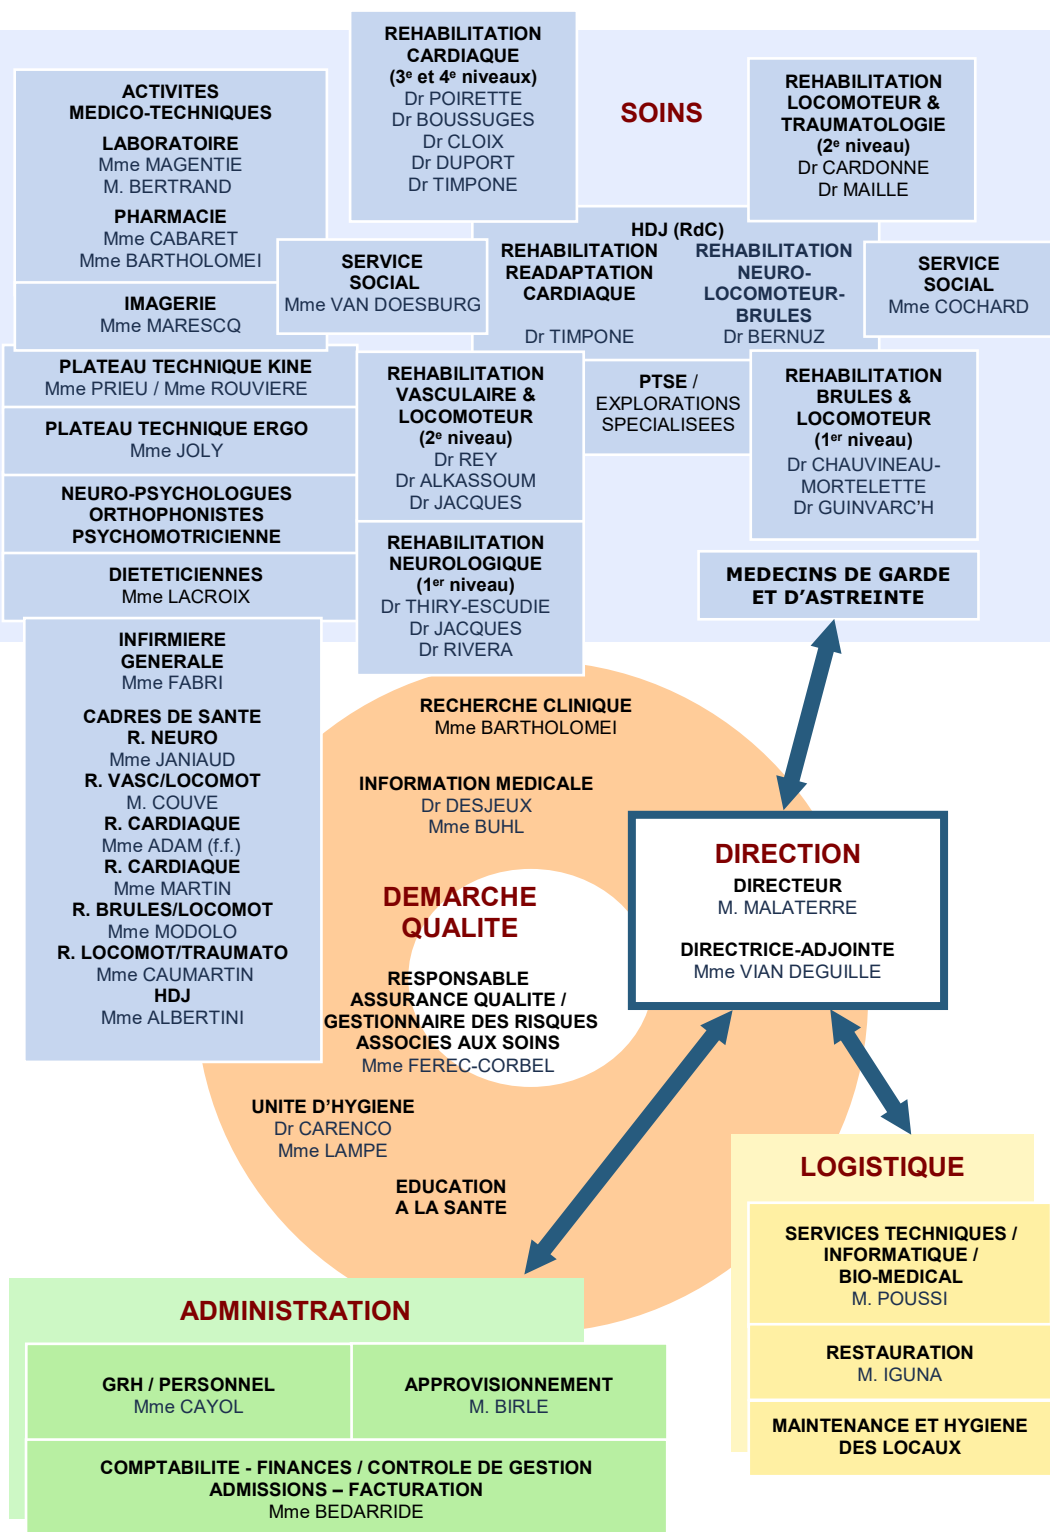 REHABILITATION
CARDIAQUE
(3e et 4e niveaux)
Dr POIRETTE
Dr BOUSSUGES
Dr CLOIX
Dr DUPORT
Dr TIMPONE
SOINS
REHABILITATION
LOCOMOTEUR &
TRAUMATOLOGIE
(2e niveau)
Dr CARDONNE
Dr MAILLE
ACTIVITES
MEDICO-TECHNIQUES
LABORATOIRE
Mme MAGENTIE
M. BERTRAND
PHARMACIE
Mme CABARET
Mme BARTHOLOMEI
IMAGERIE
Mme MARESCQ
SERVICE
SOCIAL
Mme VAN DOESBURG
HDJ (RdC)
REHABILITATION
READAPTATION
CARDIAQUE
Dr TIMPONE
REHABILITATION
NEURO-
LOCOMOTEUR-
BRULES
Dr BERNUZ
SERVICE
SOCIAL
Mme COCHARD
PLATEAU TECHNIQUE KINE
Mme PRIEU / Mme ROUVIERE
PLATEAU TECHNIQUE ERGO
Mme JOLY
NEURO-PSYCHOLOGUES
ORTHOPHONISTES
PSYCHOMOTRICIENNE
DIETETICIENNES
Mme LACROIX
REHABILITATION
VASCULAIRE &
LOCOMOTEUR
(2e niveau)
Dr REY
Dr ALKASSOUM
Dr JACQUES
REHABILITATION
NEUROLOGIQUE
(1er niveau)
Dr THIRY-ESCUDIE
Dr JACQUES
Dr RIVERA
PTSE /
EXPLORATIONS
SPECIALISEES
REHABILITATION
BRULES &
LOCOMOTEUR
(1er niveau)
Dr CHAUVINEAU-
MORTELETTE
Dr GUINVARC'H
MEDECINS DE GARDE
ET D'ASTREINTE
INFIRMIERE
GENERALE
Mme FABRI
CADRES DE SANTE
R. NEURO
Mme JANIAUD
R. VASC/LOCOMOT
M. COUVE
R. CARDIAQUE
Mme ADAM (f.f.)
R. CARDIAQUE
Mme MARTIN
R. BRULES/LOCOMOT
Mme MODOLO
R. LOCOMOT/TRAUMATO
Mme CAUMARTIN
HDJ
Mme ALBERTINI
RECHERCHE CLINIQUE
Mme BARTHOLOMEI
INFORMATION MEDICALE
Dr DESJEUX
Mme BUHL
DEMARCHE
QUALITE
RESPONSABLE
ASSURANCE QUALITE /
GESTIONNAIRE DES RISQUES
ASSOCIES AUX SOINS
Mme FEREC-CORBEL
UNITE D'HYGIENE
Dr CARENCO
Mme LAMPE
EDUCATION
A LA SANTE
DIRECTION
DIRECTEUR
M. MALATERRE
DIRECTRICE-ADJOINTE
Mme VIAN DEGUILLE
LOGISTIQUE
SERVICES TECHNIQUES /
INFORMATIQUE /
BIO-MEDICAL
M. POUSSI
RESTAURATION
M. IGUNA
MAINTENANCE ET HYGIENE
DES LOCAUX
ADMINISTRATION
GRH / PERSONNEL
Mme CAYOL
APPROVISIONNEMENT
M. BIRLE
COMPTABILITE - FINANCES / CONTROLE DE GESTION
ADMISSIONS – FACTURATION
Mme BEDARRIDE